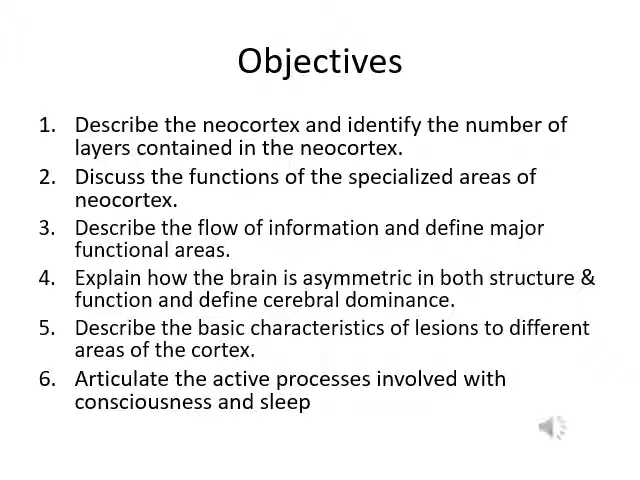 Objectives
1. Describe the neocortex and identify the number of
layers contained in the neocortex.
2. Discuss the functions of the specialized areas of
neocortex.
3. Describe the flow of information and define major
functional areas.
4. Explain how the brain is asymmetric in both structure &
function and define cerebral dominance.
5. Describe the basic characteristics of lesions to different
areas of the cortex.
6. Articulate the active processes involved with
consciousness and sleep